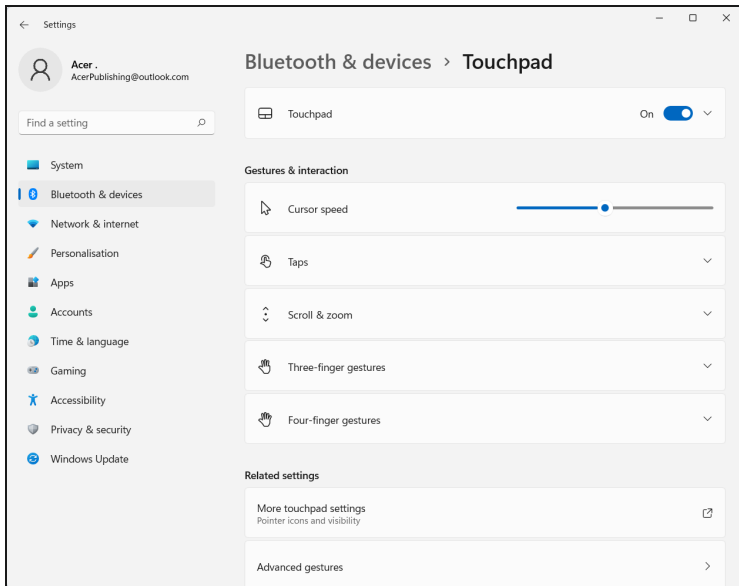 Settings
Acer .
AcerPublishing@outlook.com
Find a setting
System
Bluetooth & devices
Network & internet
Personalisation
Apps
Accounts
Time & language
Gaming
Accessibility
Privacy & security
Windows Update
Bluetooth & devices > Touchpad
Touchpad
On
Gestures & interaction
Cursor speed
Taps
Scroll & zoom
Three-finger gestures
Four-finger gestures
Related settings
More touchpad settings
Pointer icons and visibility
Advanced gestures